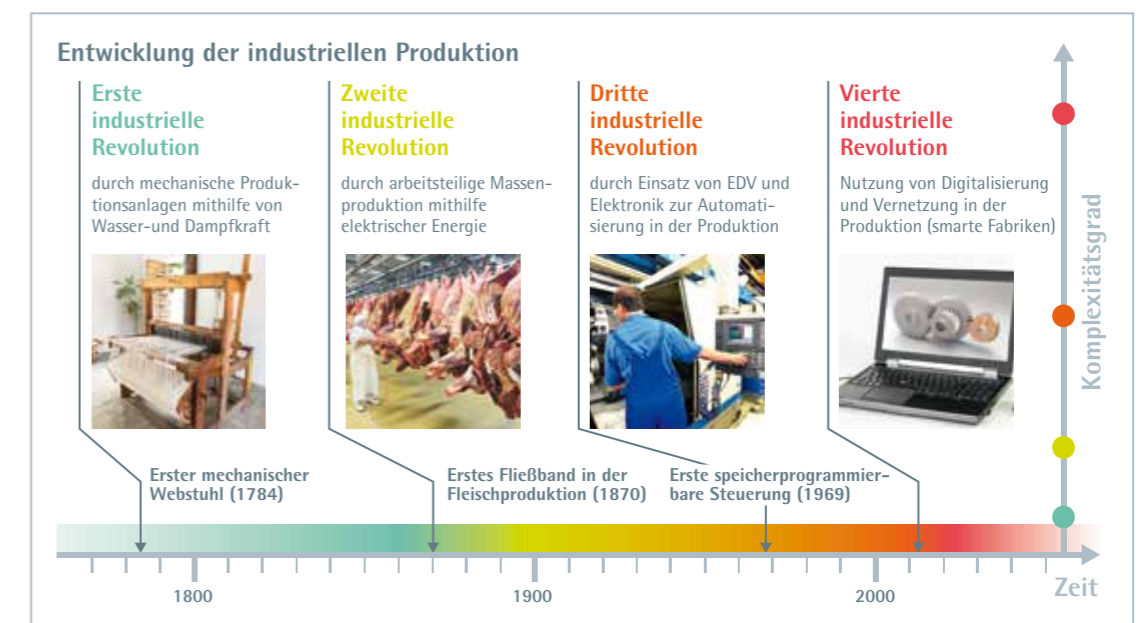 Entwicklung der industriellen Produktion
Erste
industrielle
Revolution
durch mechanische Produk-
tionsanlagen mithilfe von
Wasser-und Dampfkraft
Zweite
industrielle
Revolution
durch arbeitsteilige Massen-
produktion mithilfe
elektrischer Energie
Dritte
industrielle
Revolution
durch Einsatz von EDV und
Elektronik zur Automati-
sierung in der Produktion
Vierte
industrielle
Revolution
Nutzung von Digitalisierung
und Vernetzung in der
Produktion (smarte Fabriken)
Komplexitätsgrad
Erster mechanischer
Webstuhl (1784)
Erstes Fließband in der
Fleischproduktion (1870)
Erste speicherprogrammier-
bare Steuerung (1969)
1800
1900
2000
Zeit